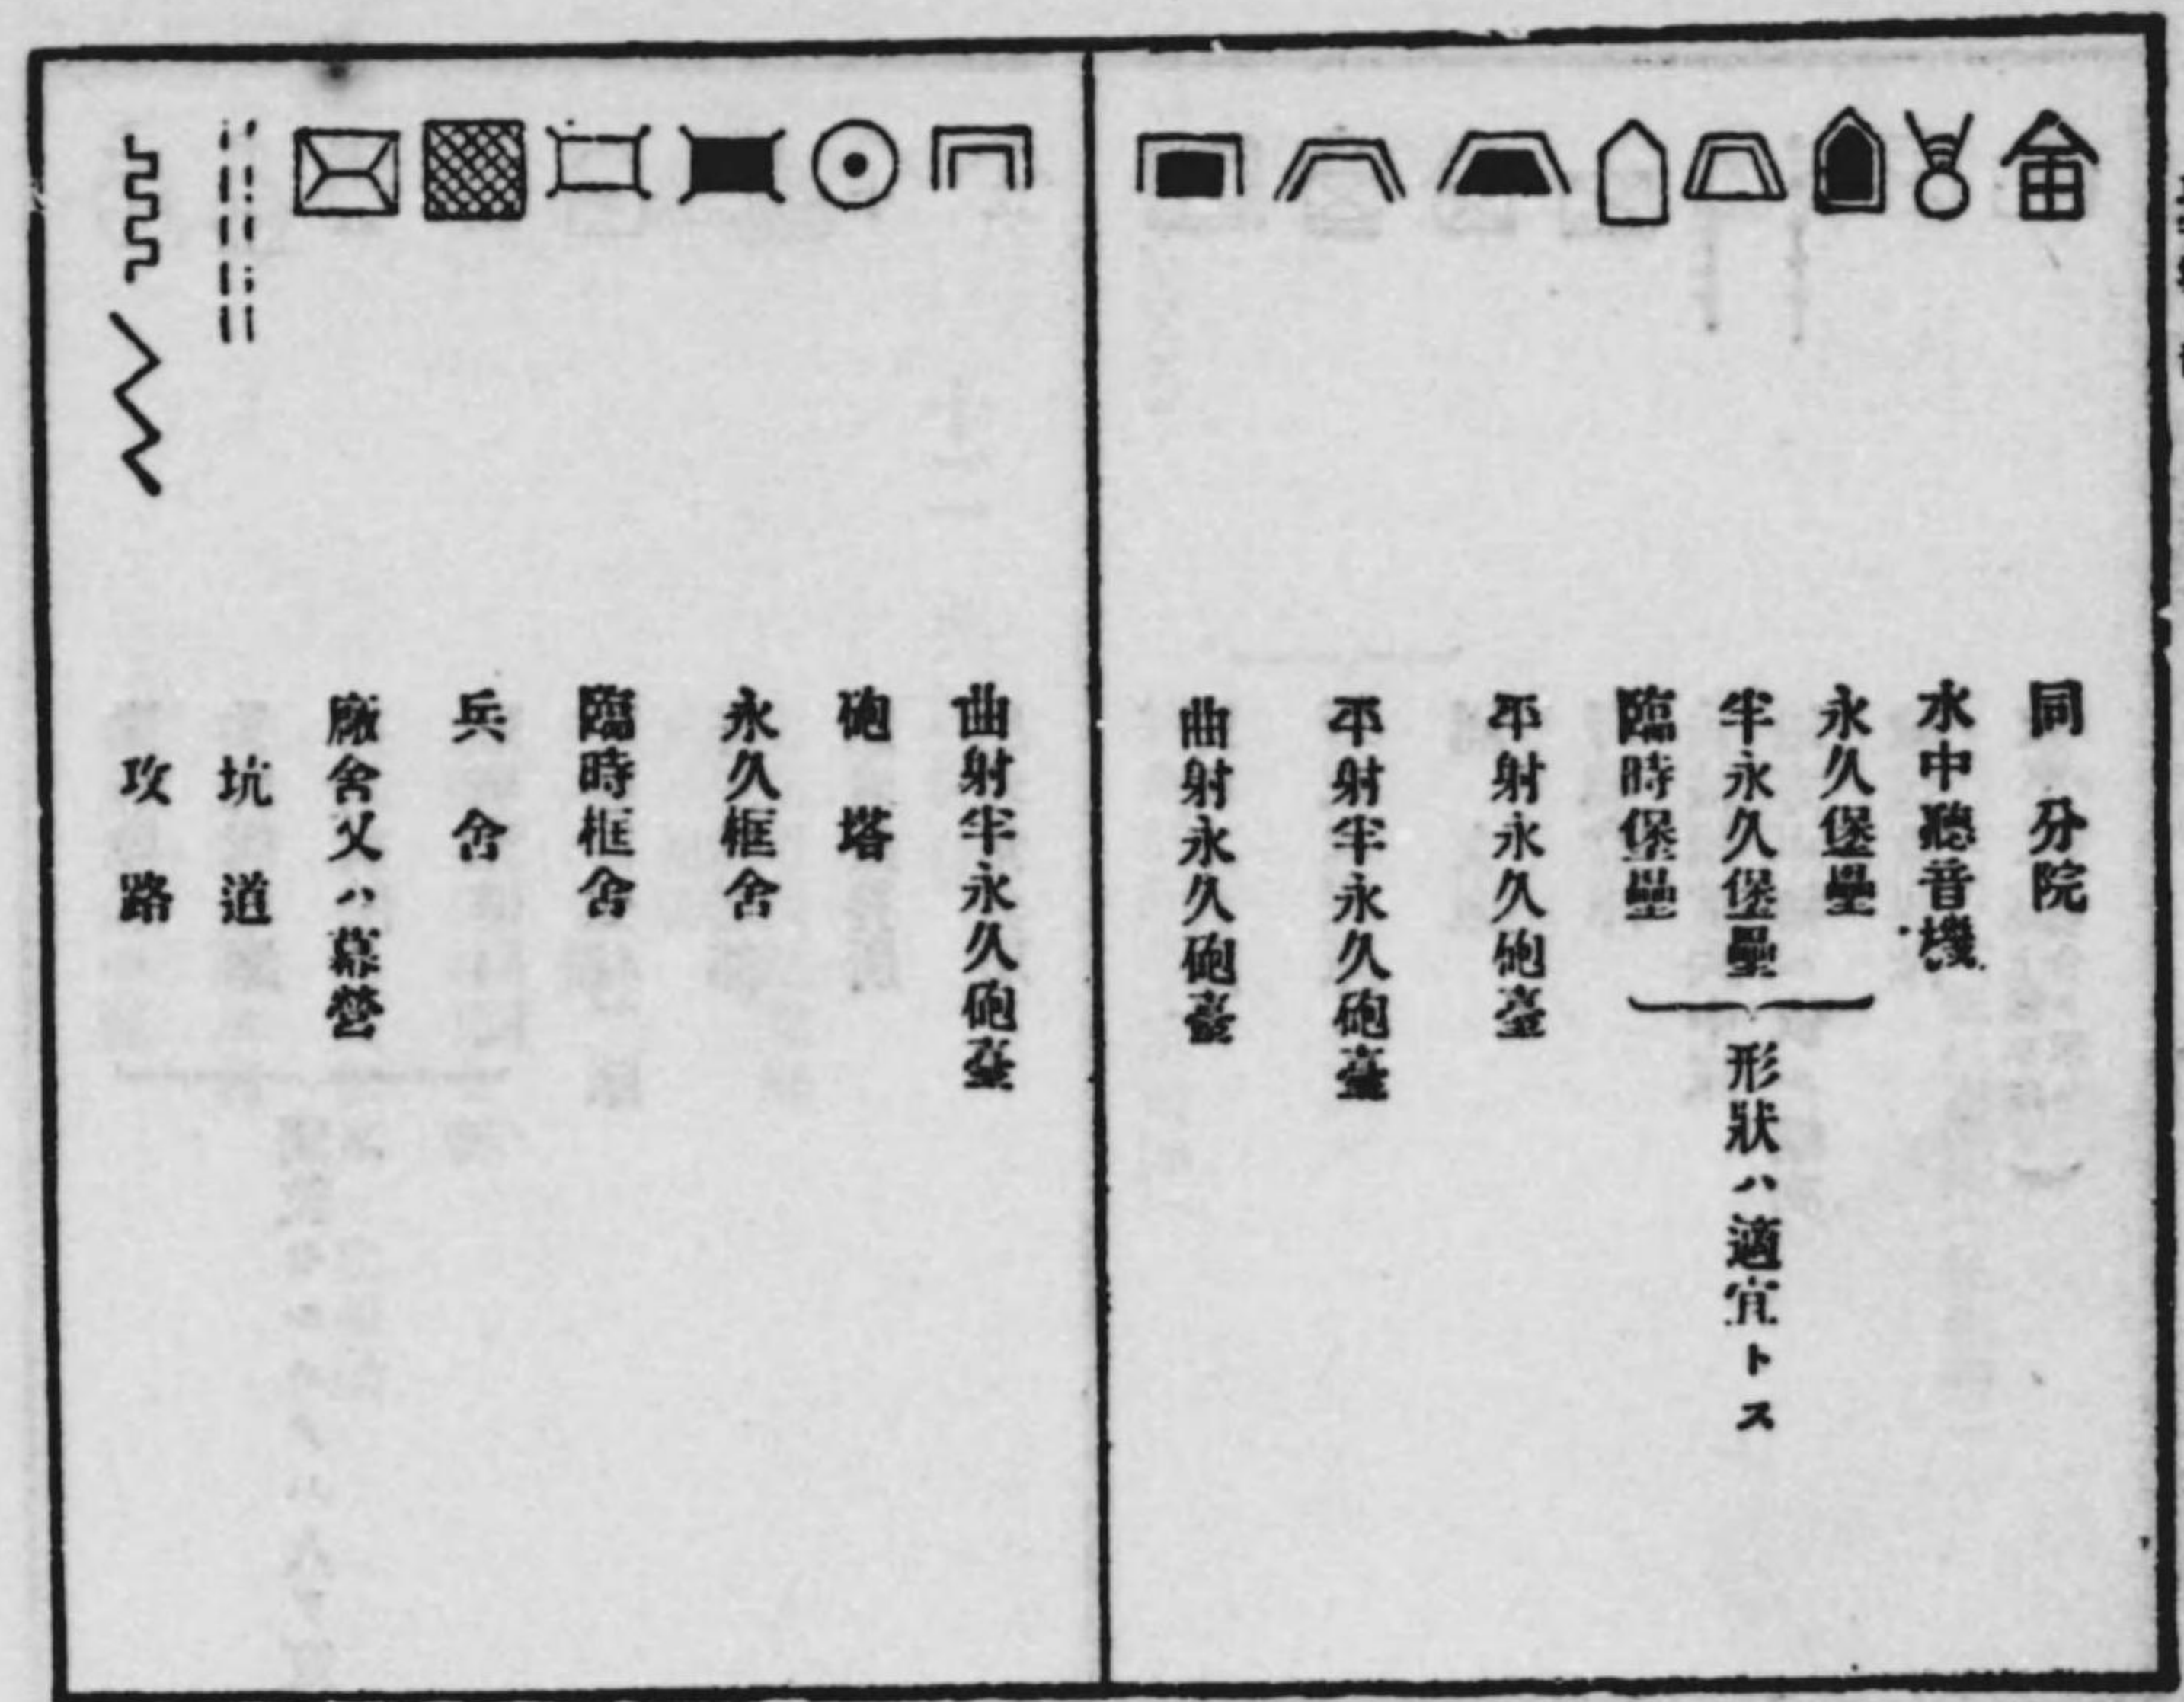 同分院
水中聽音機
永久堡壘
半永久堡壘
臨時堡壘
形狀ハ適宜トス
平射永久砲臺
平射半永久砲臺
曲射永久砲臺
曲射半永久砲臺
砲塔
永久框舍
臨時框舍
兵舍
廠舍又ハ幕營
坑道
攻路